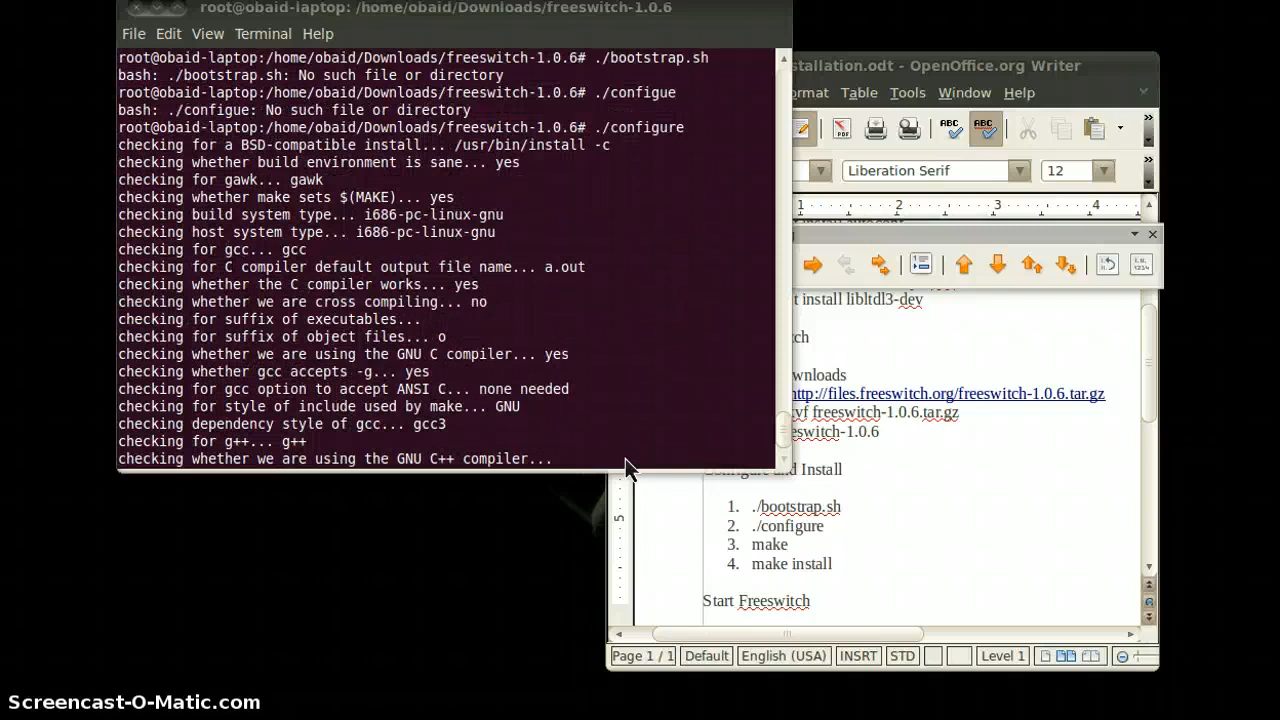 root@obaid-laptop: /home/obaid/Downloads/freeswitch-1.0.6
File Edit View Terminal Help
root@obaid-laptop:/home/obaid/Downloads/freeswitch-1.0.6# ./bootstrap.sh
bash: ./bootstrap.sh: No such file or directory
root@obaid-laptop:/home/obaid/Downloads/freeswitch-1.0.6# ./configue
bash: ./configue: No such file or directory
root@obaid-laptop:/home/obaid/Downloads/freeswitch-1.0.6# ./configure
checking for a BSD-compatible install... /usr/bin/install -c
checking whether build environment is sane... yes
checking for gawk... gawk
checking whether make sets $(MAKE)... yes
checking build system type... i686-pc-linux-gnu
checking host system type... i686-pc-linux-gnu
checking for gcc... gcc
checking for C compiler default output file name... a.out
checking whether the C compiler works... yes
checking whether we are cross compiling... no
checking for suffix of executables...
checking for suffix of object files... o
checking whether we are using the GNU C compiler... yes
checking whether gcc accepts -g... yes
checking for gcc option to accept ANSI C... none needed
checking for style of include used by make... GNU
checking dependency style of gcc... gcc3
checking for g++... g++
checking whether we are using the GNU C++ compiler...
stallation.odt - OpenOffice.org Writer
ormat Table Tools Window Help
ABC ABC
Liberation Serif 12
1 2 3 4
t install libltdl3-dev
tch
wnloads
http://files.freeswitch.org/freeswitch-1.0.6.tar.gz
xvf freeswitch-1.0.6.tar.gz
eswitch-1.0.6
Configure and Install
1. ./bootstrap.sh
2. ./configure
3. make
4. make install
Start Freeswitch
5
Page 1 / 1 Default English (USA) INSRT STD Level 1
Screencast-O-Matic.com